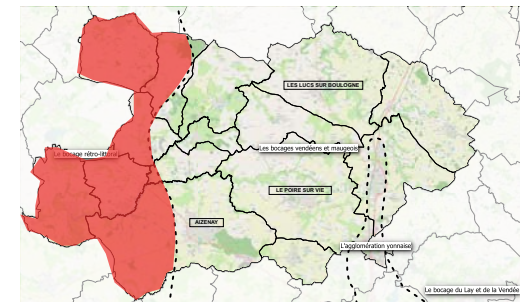 LES LUCS SUR BOULOGNE
Les bocages vendéens et maugeois
Le bocage rétro-littoral
LE POIRE SUR VIE
AIZENAY
L'agglomération yonnaise
Le bocage du Lay et de la Vendée